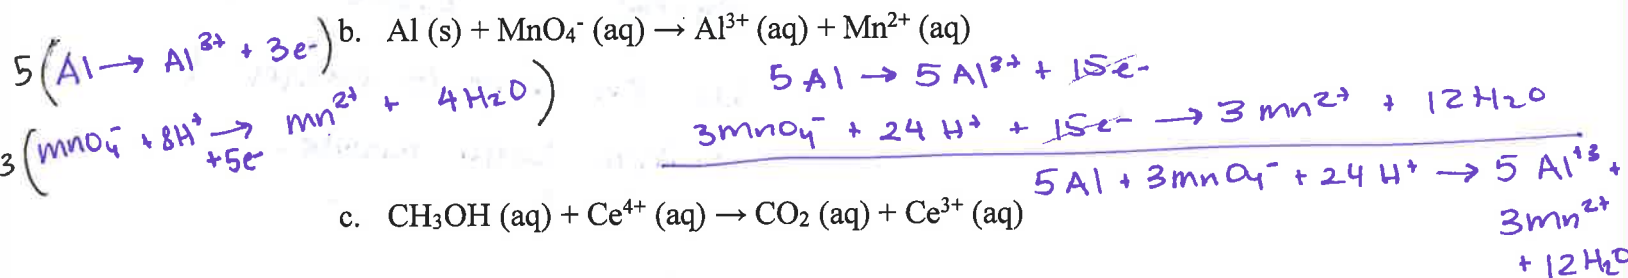 b. Al (s) + MnO₄⁻ (aq) → Al³⁺ (aq) + Mn²⁺ (aq)
5(Al → Al³⁺ + 3e-)
3(mnO₄⁻ + 8H⁺ +5e⁻ → mn²⁺ + 4H₂O)
5 Al → 5 Al³⁺ + 15e-
3mnO₄⁻ + 24 H⁺ + 15e⁻ → 3 mn²⁺ + 12H₂O
5 Al + 3mnO₄⁻ + 24 H⁺ → 5 Al⁺³ +
3mn²⁺
+ 12 H₂O
c. CH₃OH (aq) + Ce⁴⁺ (aq) → CO₂ (aq) + Ce³⁺ (aq)